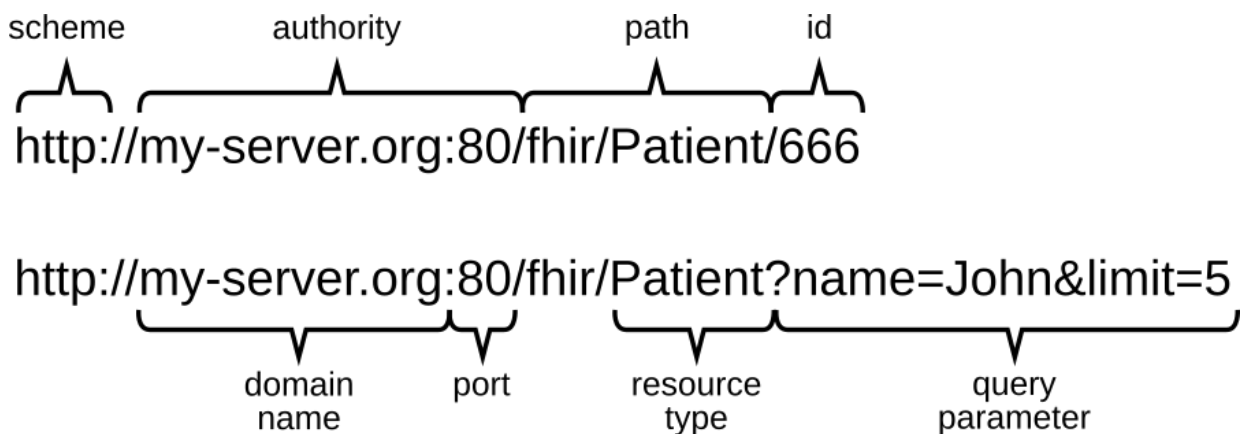 scheme authority path id
http://my-server.org:80/fhir/Patient/666
http://my-server.org:80/fhir/Patient?name=John&limit=5
domain name port resource type query parameter